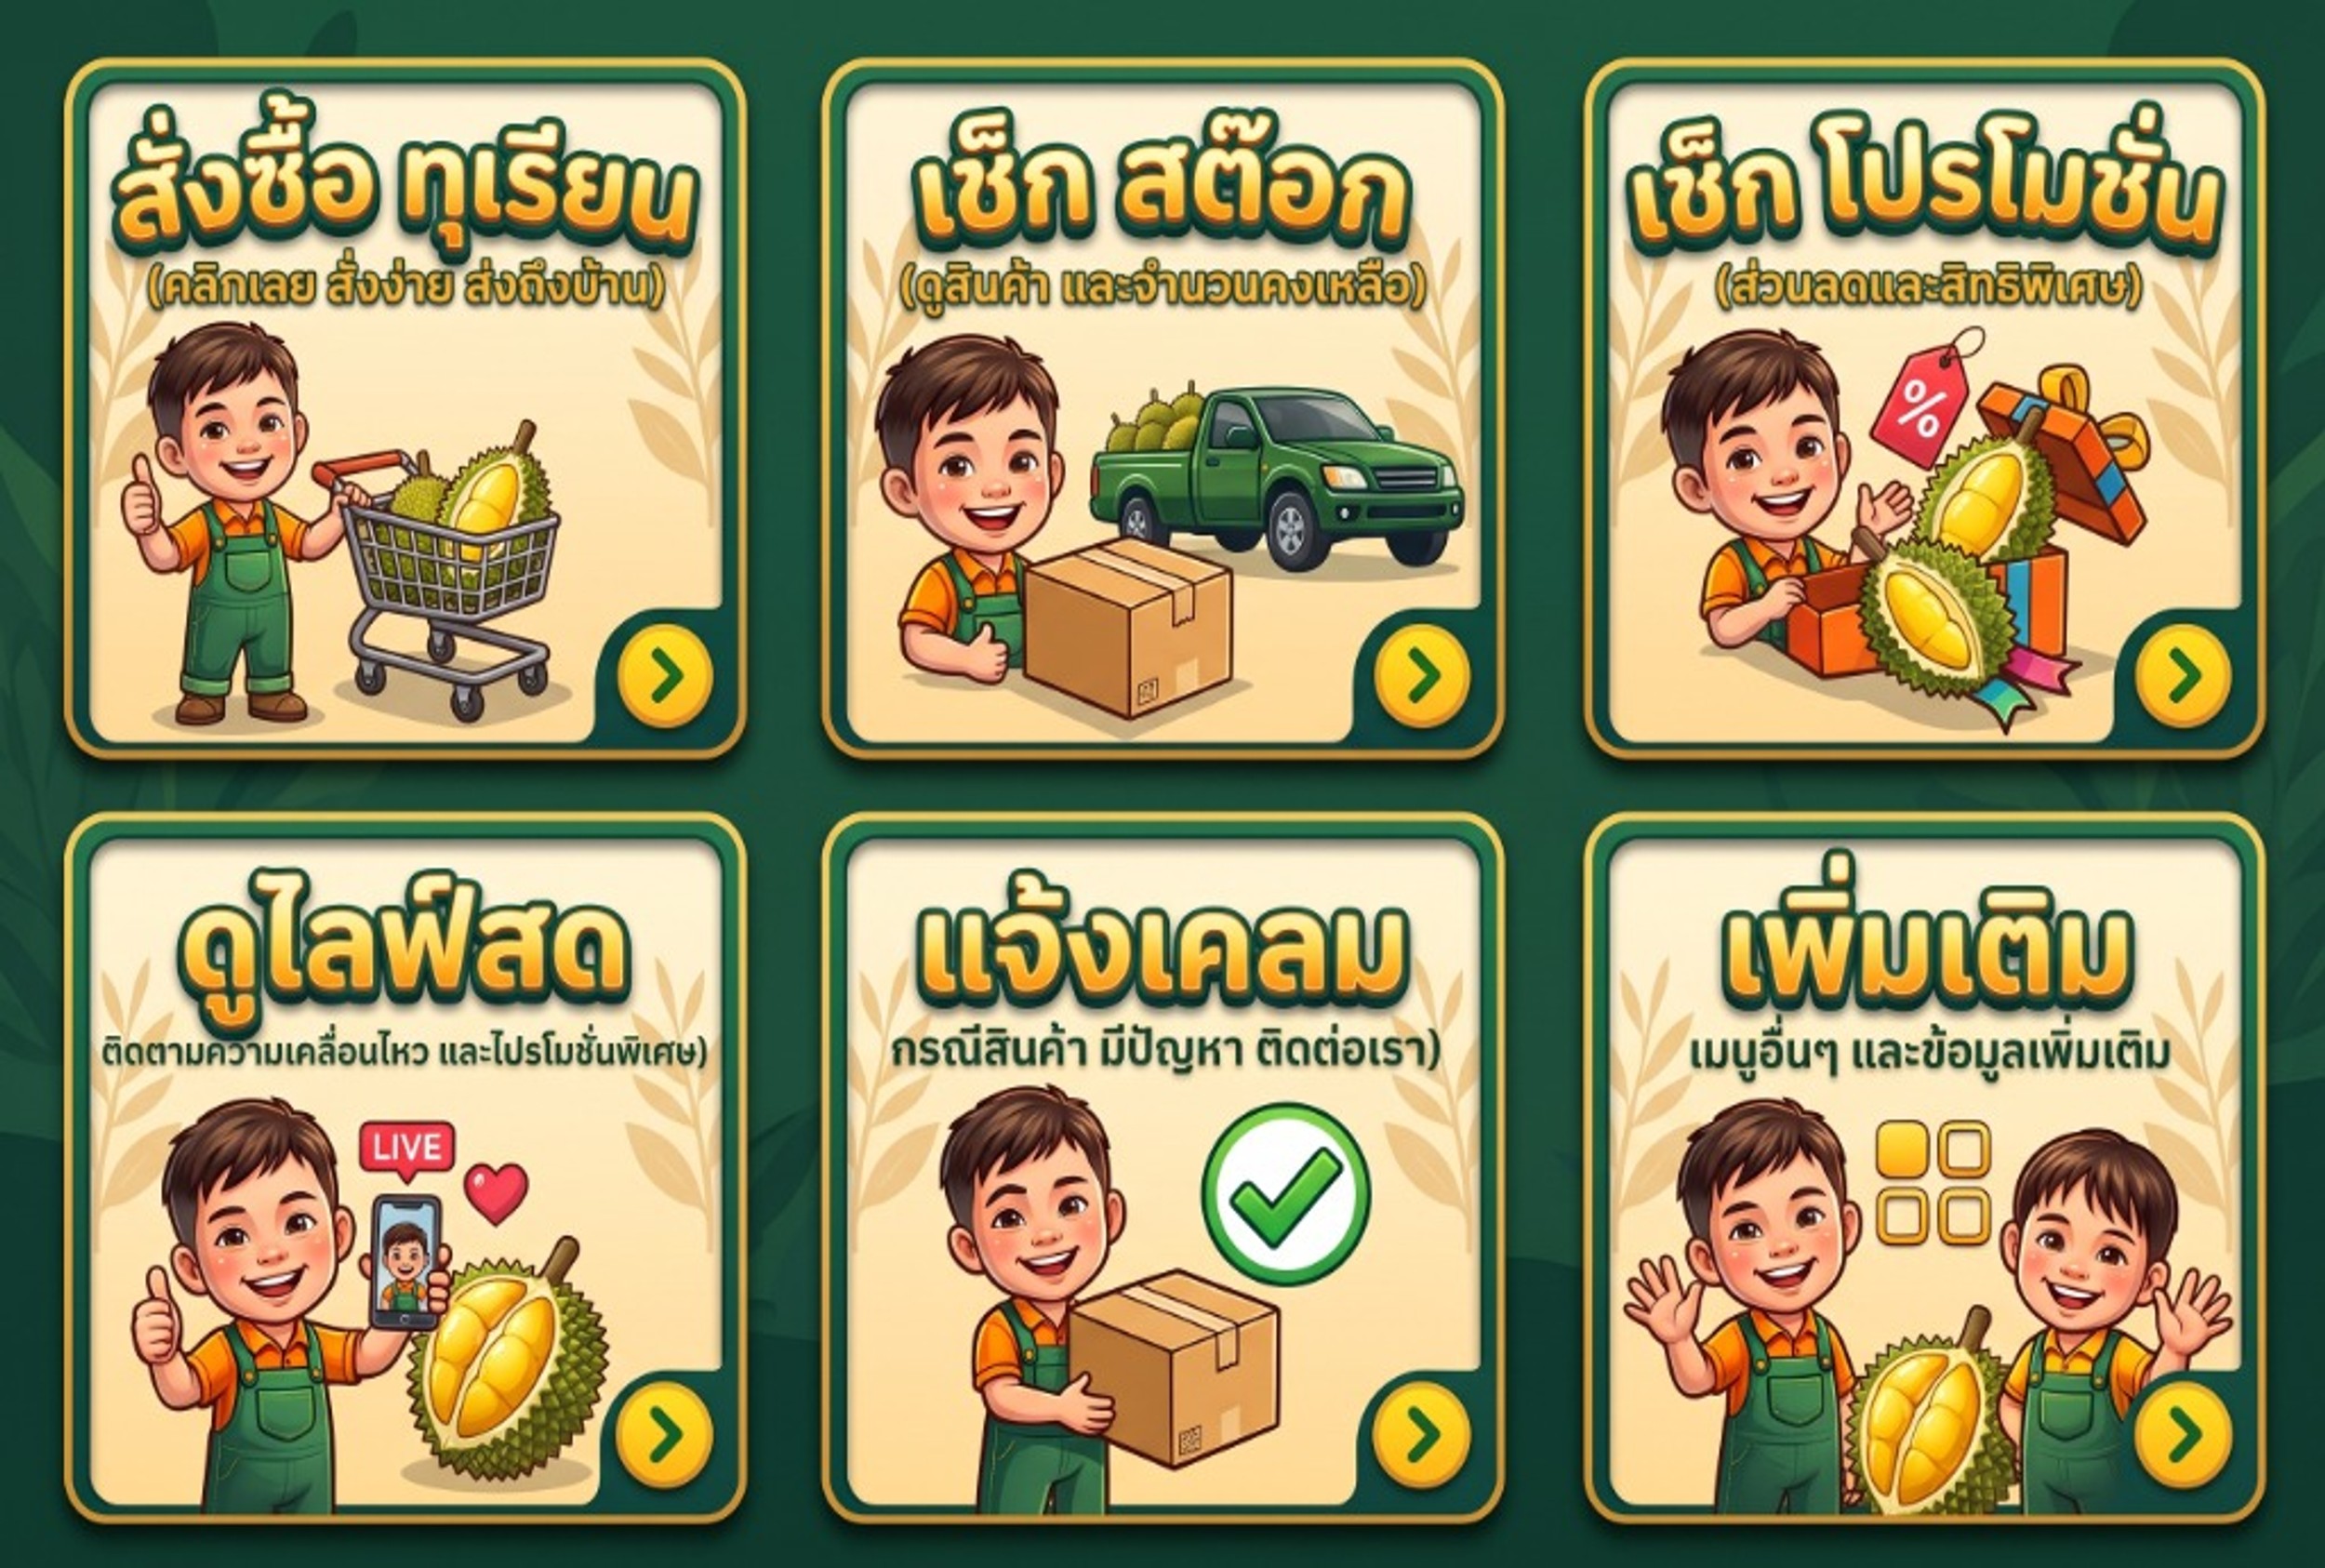 สั่งซื้อ ทุเรียน
(คลิกเลย สั่งง่าย ส่งถึงบ้าน)
เช็ก สต๊อก
(ดูสินค้า และจำนวนคงเหลือ)
เช็ก โปรโมชั่น
(ส่วนลดและสิทธิพิเศษ)
%
ดูไลฟ์สด
ติดตามความเคลื่อนไหว และไปรโมชั่นพิเศษ)
LIVE
แจ้งเคลม
กรณีสินค้า มีปัญหา ติดต่อเรา)
เพิ่มเติม
เมนูอื่นๆ และข้อมูลเพิ่มเติม